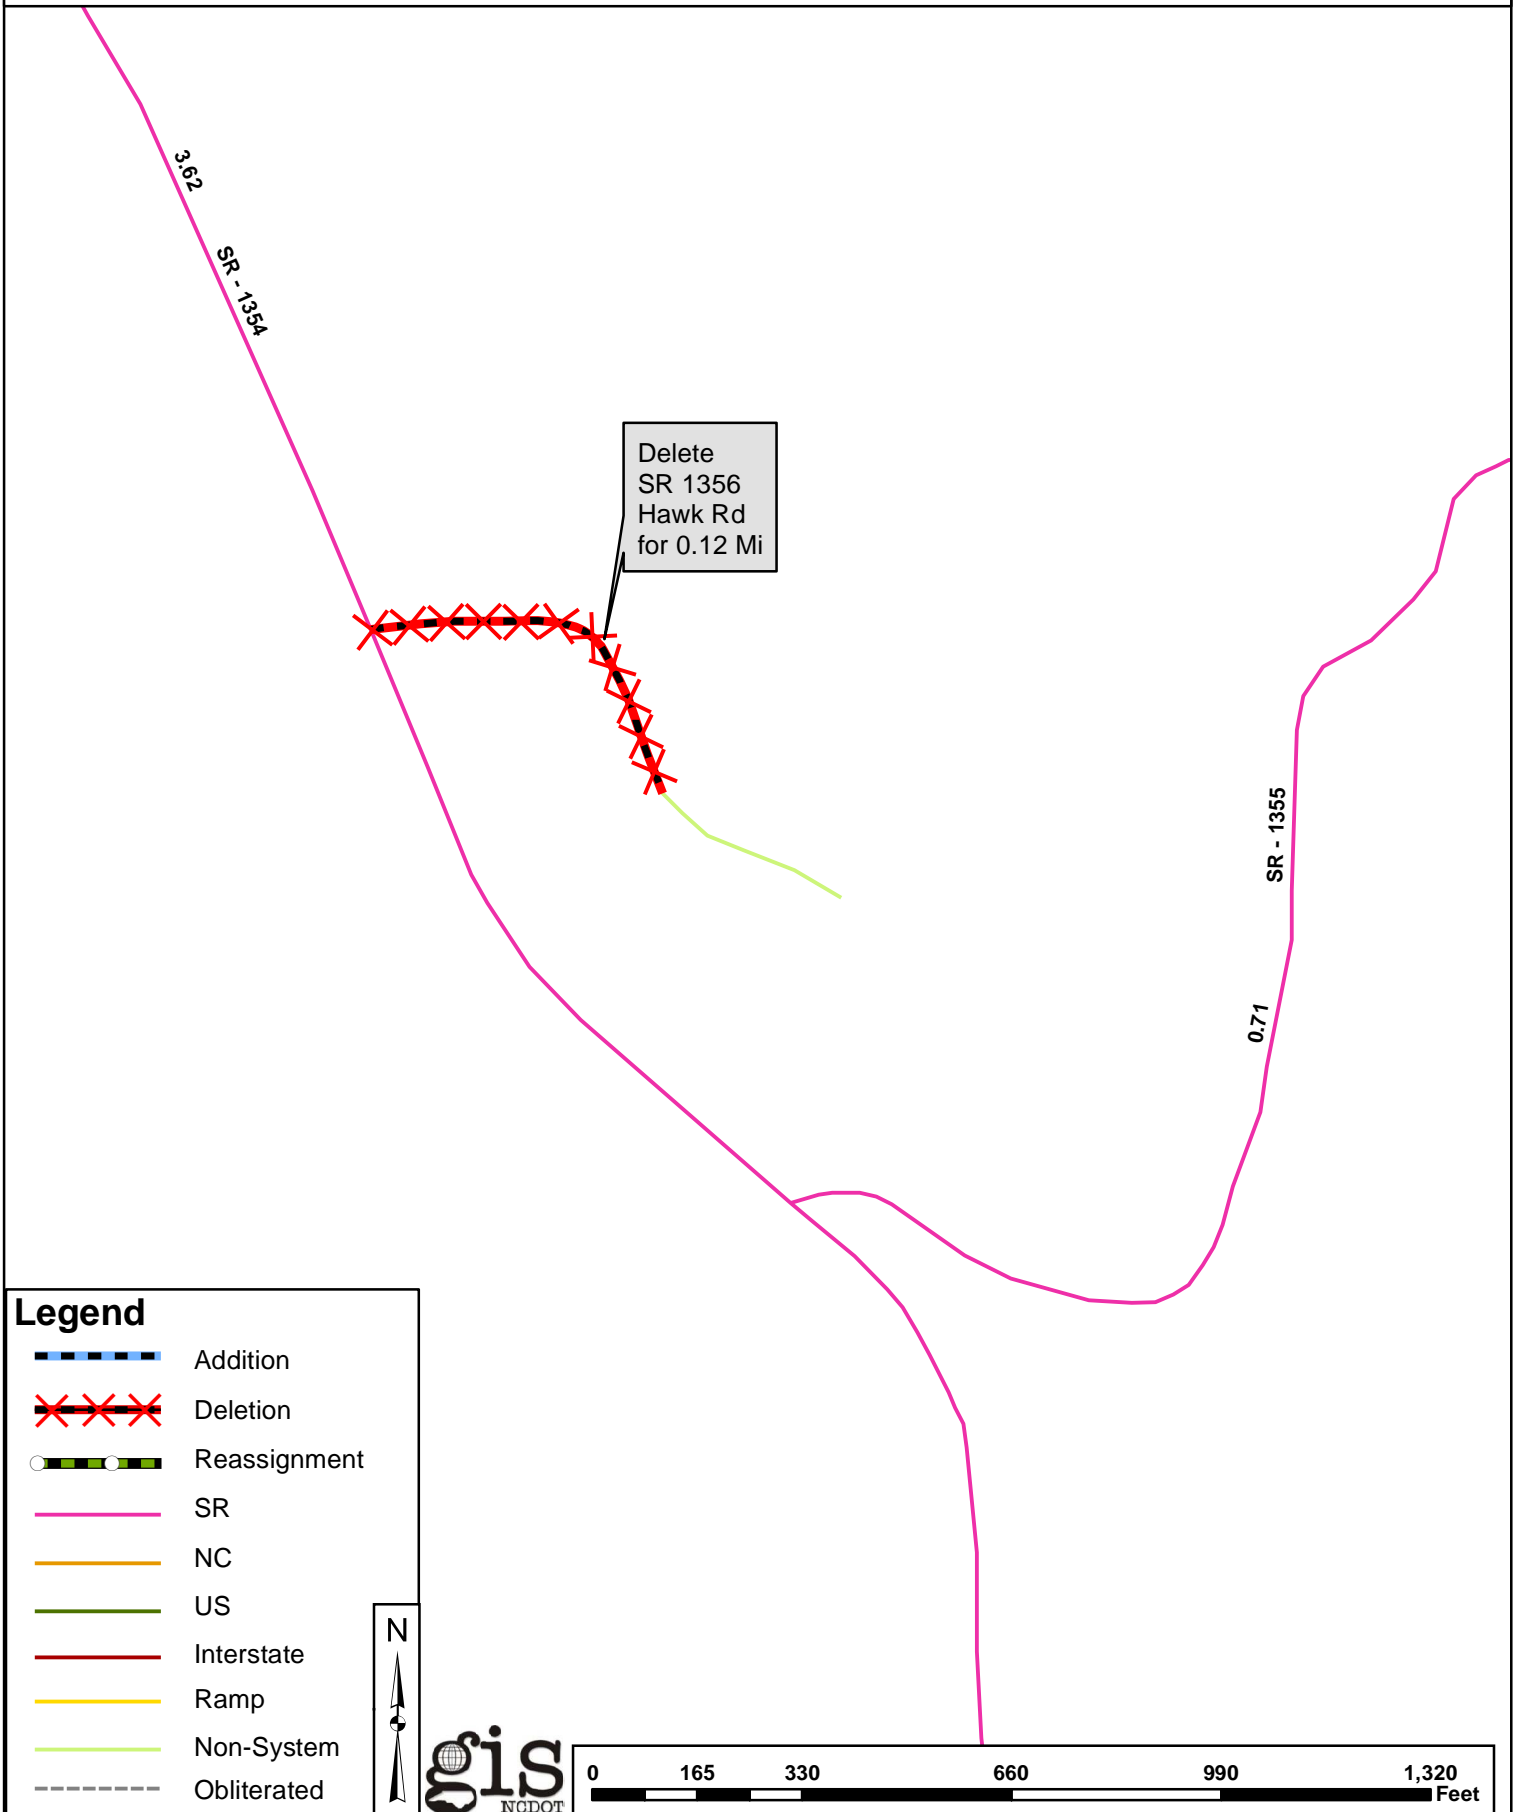 3.62
SR - 1354
Delete
SR 1356
Hawk Rd
for 0.12 Mi
SR - 1355
0.71
Legend
Addition
Deletion
Reassignment
SR
NC
US
Interstate
Ramp
Non-System
Obliterated
N
gis
NCDOT
0 165 330 660 990 1,320
Feet